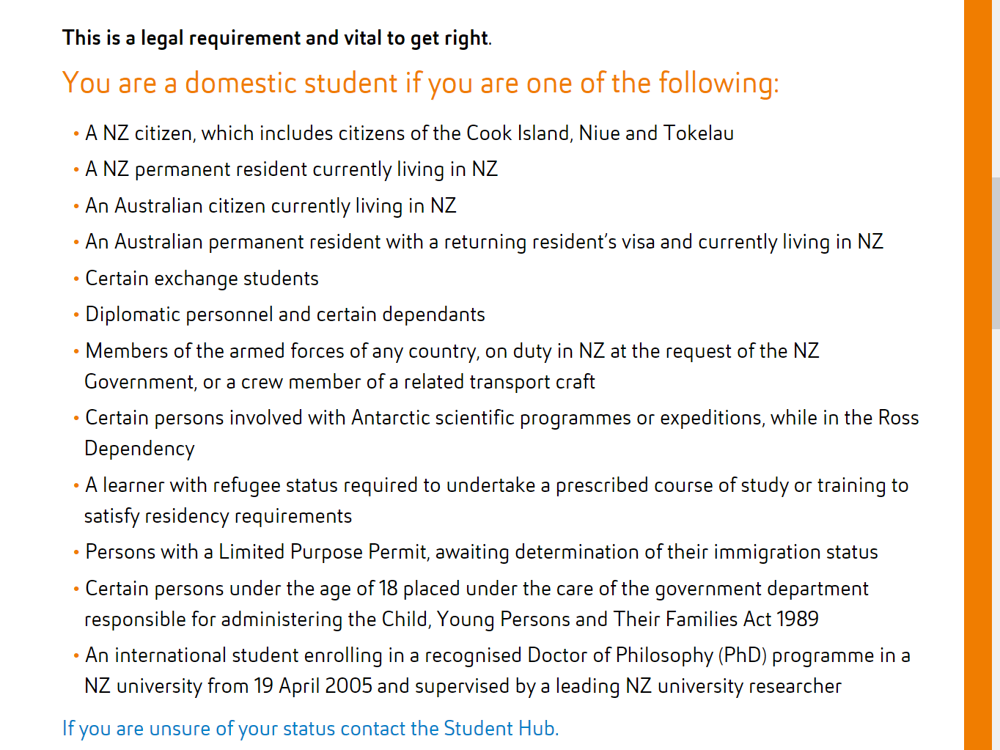 This is a legal requirement and vital to get right.
You are a domestic student if you are one of the following:
• A NZ citizen, which includes citizens of the Cook Island, Niue and Tokelau
• A NZ permanent resident currently living in NZ
• An Australian citizen currently living in NZ
• An Australian permanent resident with a returning resident’s visa and currently living in NZ
• Certain exchange students
• Diplomatic personnel and certain dependants
• Members of the armed forces of any country, on duty in NZ at the request of the NZ
Government, or a crew member of a related transport craft
• Certain persons involved with Antarctic scientific programmes or expeditions, while in the Ross
Dependency
• A learner with refugee status required to undertake a prescribed course of study or training to
satisfy residency requirements
• Persons with a Limited Purpose Permit, awaiting determination of their immigration status
• Certain persons under the age of 18 placed under the care of the government department
responsible for administering the Child, Young Persons and Their Families Act 1989
• An international student enrolling in a recognised Doctor of Philosophy (PhD) programme in a
NZ university from 19 April 2005 and supervised by a leading NZ university researcher
If you are unsure of your status contact the Student Hub.